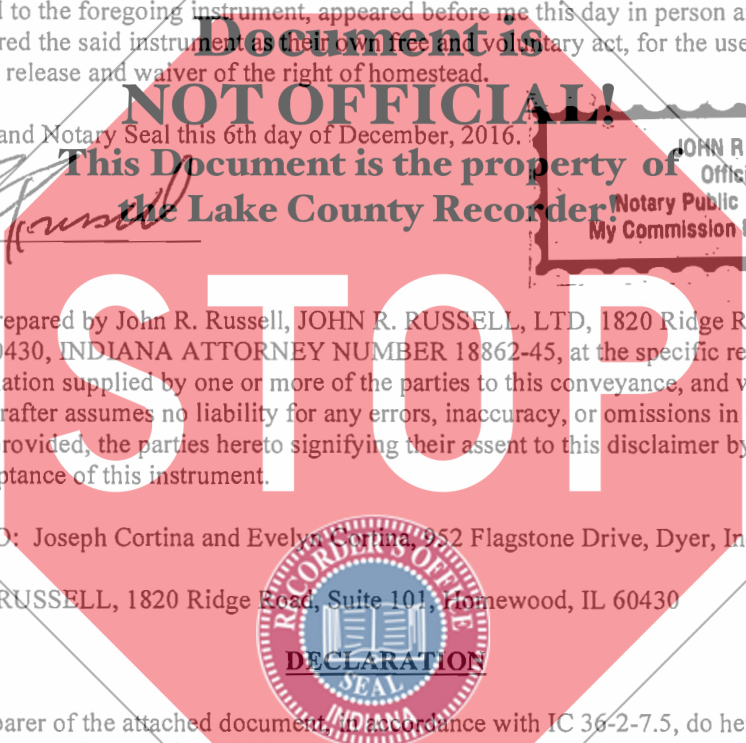 d to the foregoing instrument, appeared before me this day in person a
red the said instrument as their own free and voluntary act, for the use
release and waiver of the right of homestead.
Document is
NOT OFFICIAL!
This Document is the property of
the Lake County Recorder!
and Notary Seal this 6th day of December, 2016.
Russell
JOHN R
Offici
Notary Public
My Commission
STOP
repared by John R. Russell, JOHN R. RUSSELL, LTD, 1820 Ridge R
0430, INDIANA ATTORNEY NUMBER 18862-45, at the specific re
ation supplied by one or more of the parties to this conveyance, and
rafter assumes no liability for any errors, inaccuracy, or omissions in
rovided, the parties hereto signifying their assent to this disclaimer by
ptance of this instrument.
O: Joseph Cortina and Evelyn Cortina, 952 Flagstone Drive, Dyer, In
RUSSELL, 1820 Ridge Road, Suite 101, Homewood, IL 60430
RECORDER'S OFFICE
SEAL
INDIANA
DECLARATION
parer of the attached document, in accordance with IC 36-2-7.5, do he